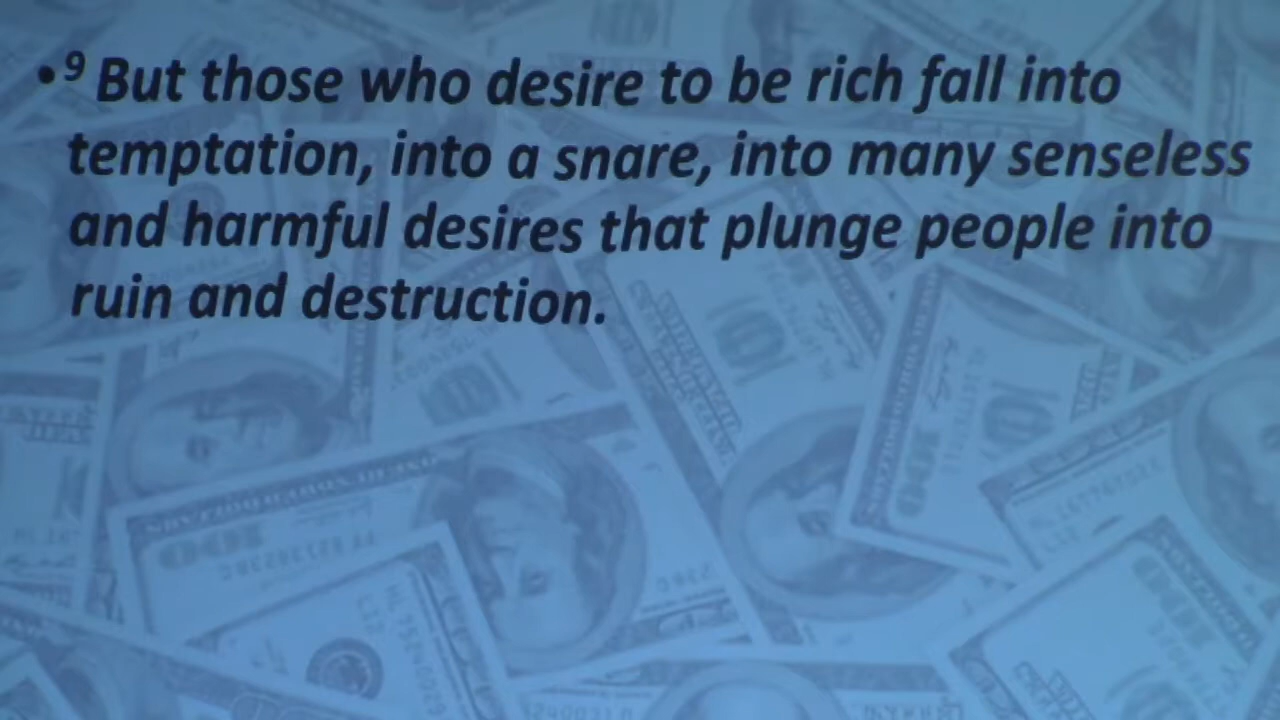 •⁹ But those who desire to be rich fall into
temptation, into a snare, into many senseless
and harmful desires that plunge people into
ruin and destruction.